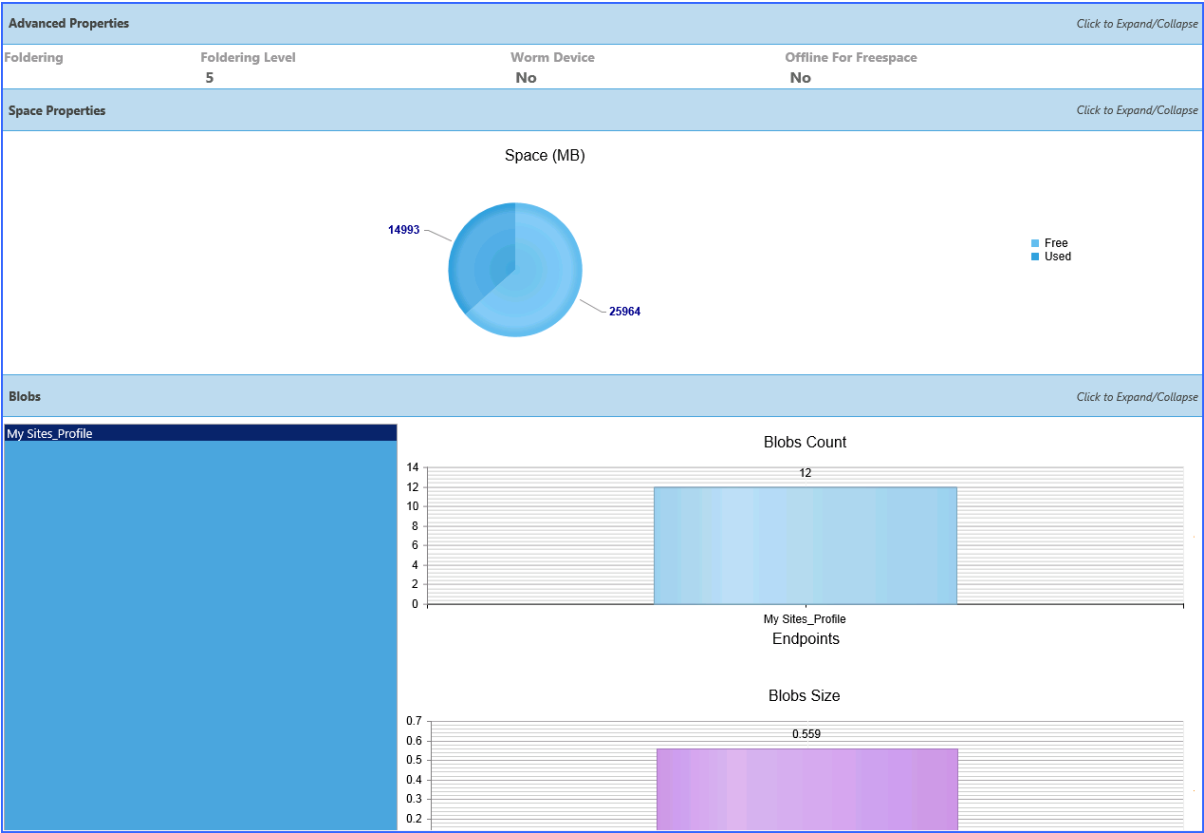 Advanced Properties Click to Expand/Collapse
Foldering Foldering Level Worm Device Offline For Freespace
5 No No
Space Properties Click to Expand/Collapse
Space (MB)
14993
25964
Free
Used
Blobs Click to Expand/Collapse
My Sites_Profile
Blobs Count
14
12
12
10
8
6
4
2
0
My Sites_Profile
Endpoints
Blobs Size
0.7
0.559
0.6
0.5
0.4
0.3
0.2